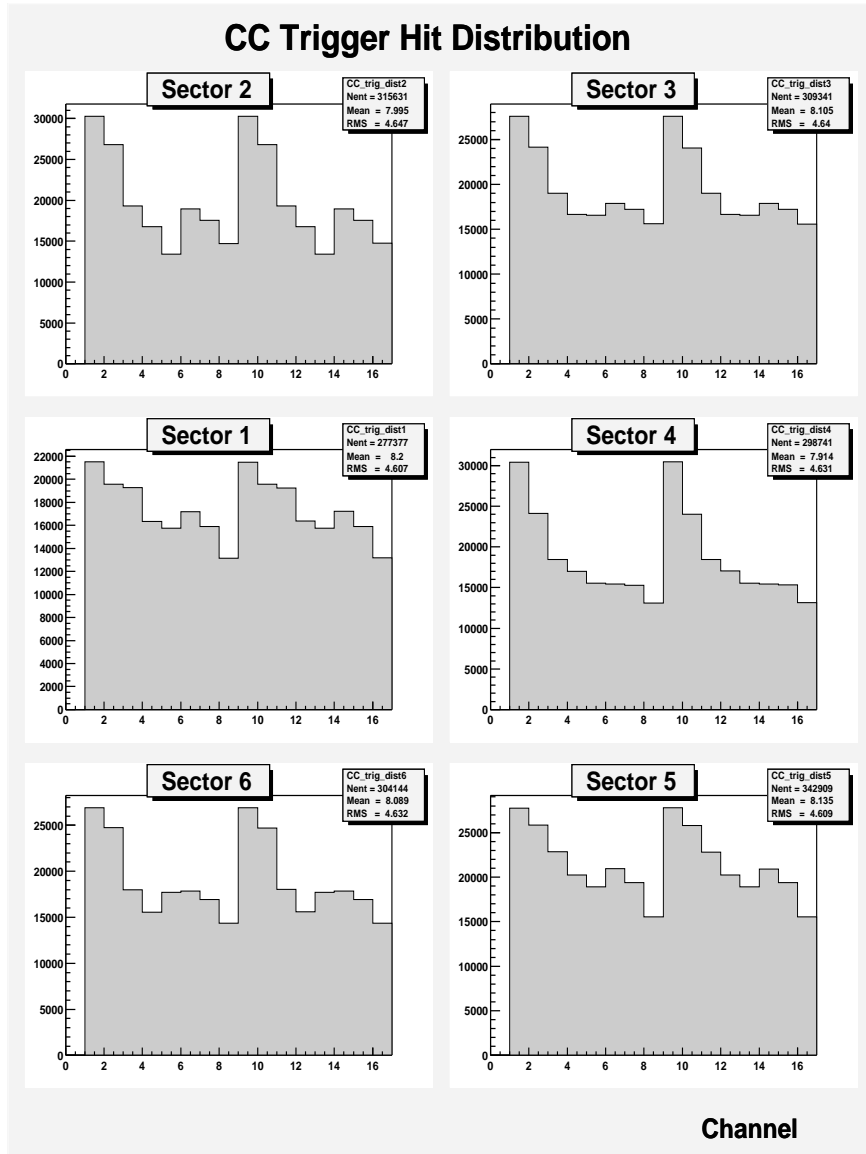 CC Trigger Hit Distribution
Sector 2
CC_trig_dist2
Nent = 315631
Mean = 7.995
RMS = 4.647
30000
25000
20000
15000
10000
5000
0
0 2 4 6 8 10 12 14 16
Sector 3
CC_trig_dist3
Nent = 309341
Mean = 8.105
RMS = 4.64
25000
20000
15000
10000
5000
0
0 2 4 6 8 10 12 14 16
Sector 1
CC_trig_dist1
Nent = 277377
Mean = 8.2
RMS = 4.607
22000
20000
18000
16000
14000
12000
10000
8000
6000
4000
2000
0
0 2 4 6 8 10 12 14 16
Sector 4
CC_trig_dist4
Nent = 298741
Mean = 7.914
RMS = 4.631
30000
25000
20000
15000
10000
5000
0
0 2 4 6 8 10 12 14 16
Sector 6
CC_trig_dist6
Nent = 304144
Mean = 8.089
RMS = 4.632
25000
20000
15000
10000
5000
0
0 2 4 6 8 10 12 14 16
Sector 5
CC_trig_dist5
Nent = 342909
Mean = 8.135
RMS = 4.609
25000
20000
15000
10000
5000
0
0 2 4 6 8 10 12 14 16
Channel